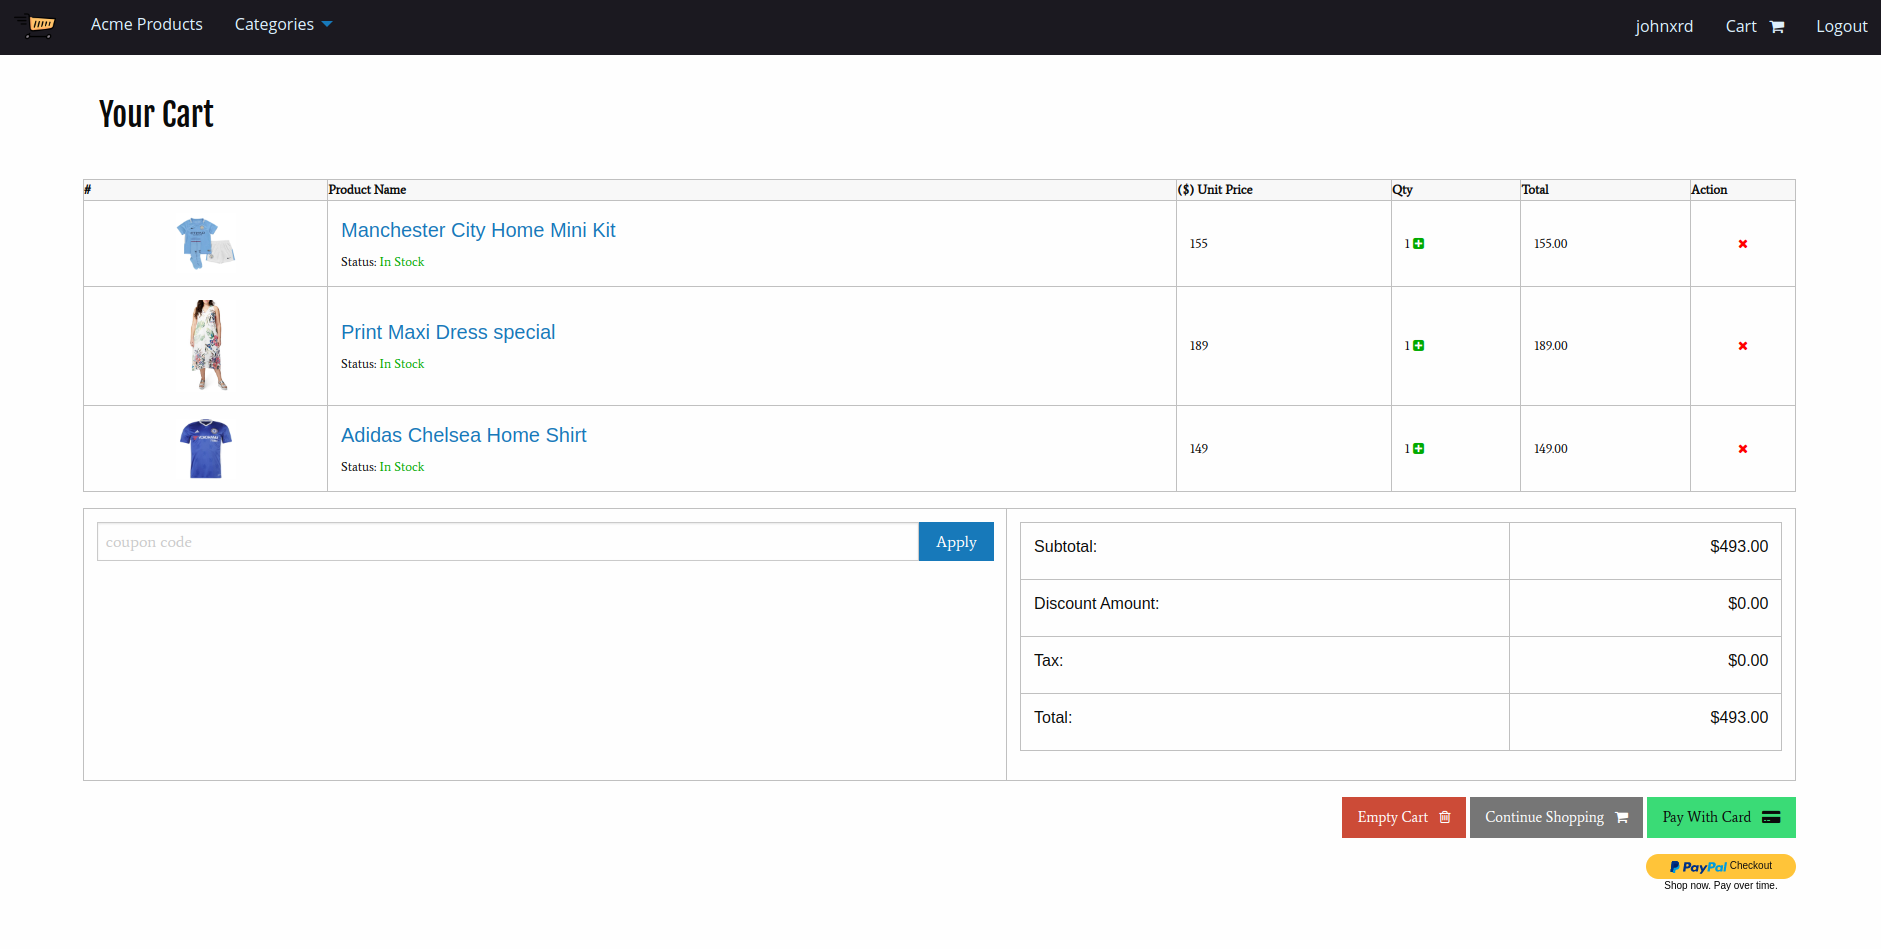 Acme Products Categories johnxrd Cart Logout
Your Cart
# Product Name ($) Unit Price Qty Total Action
Manchester City Home Mini Kit
Status: In Stock
155 1 155.00
Print Maxi Dress special
Status: In Stock
189 1 189.00
Adidas Chelsea Home Shirt
Status: In Stock
149 1 149.00
coupon code Apply
Subtotal: $493.00
Discount Amount: $0.00
Tax: $0.00
Total: $493.00
Empty Cart Continue Shopping Pay With Card
PayPal Checkout
Shop now. Pay over time.